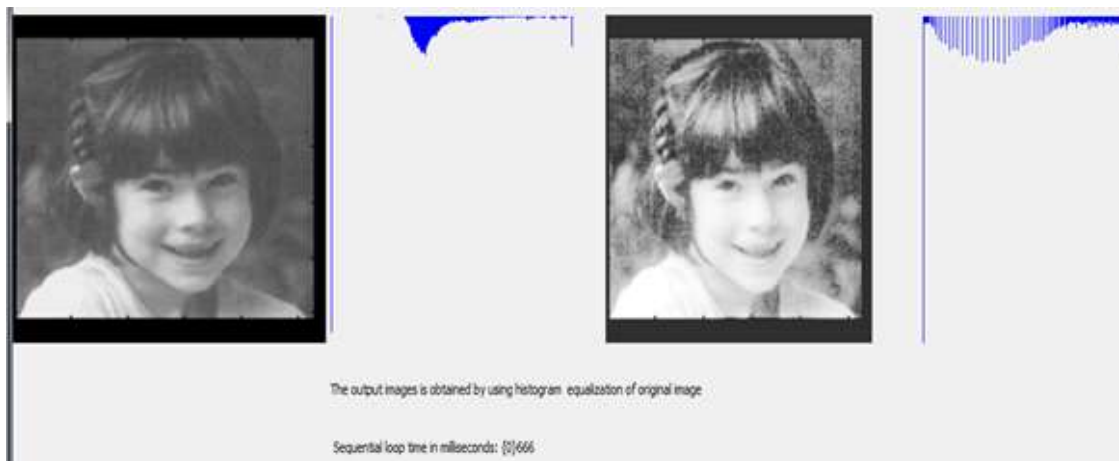 The output images is obtained by using histogram equalization of original image
Sequential loop time in milliseconds: {0}666